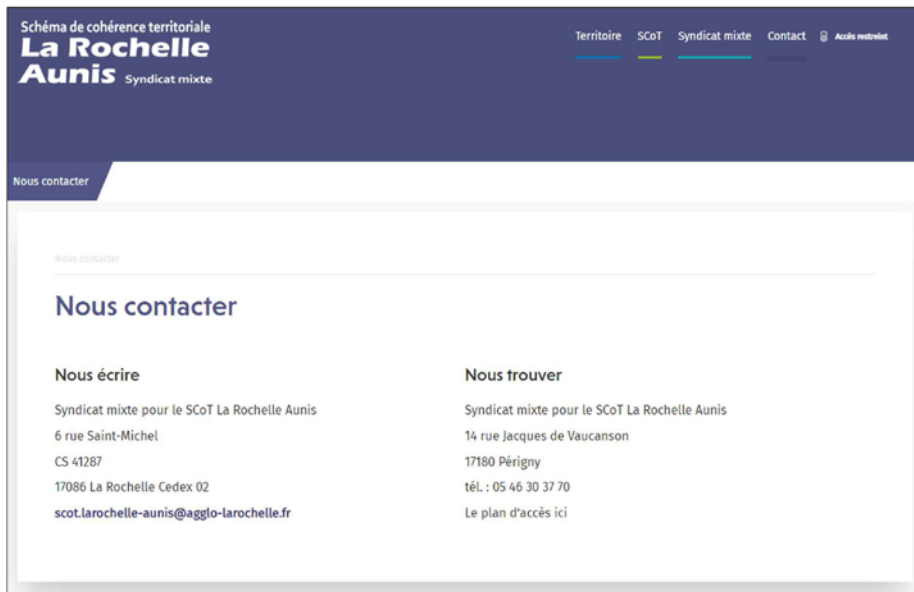 Schéma de cohérence territoriale
La Rochelle
Aunis Syndicat mixte
Territoire SCoT Syndicat mixte Contact Accès restreint
Nous contacter
Nous contacter
Nous contacter
Nous écrire
Syndicat mixte pour le SCoT La Rochelle Aunis
6 rue Saint-Michel
CS 41287
17086 La Rochelle Cedex 02
scot.larochelle-aunis@agglo-larochelle.fr
Nous trouver
Syndicat mixte pour le SCoT La Rochelle Aunis
14 rue Jacques de Vaucanson
17180 Périgny
tél. : 05 46 30 37 70
Le plan d'accès ici